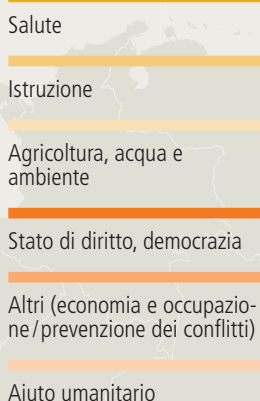 Salute
Istruzione
Agricoltura, acqua e
ambiente
Stato di diritto, democrazia
Altri (economia e occupazio-
ne/prevenzione dei conflitti)
Aiuto umanitario